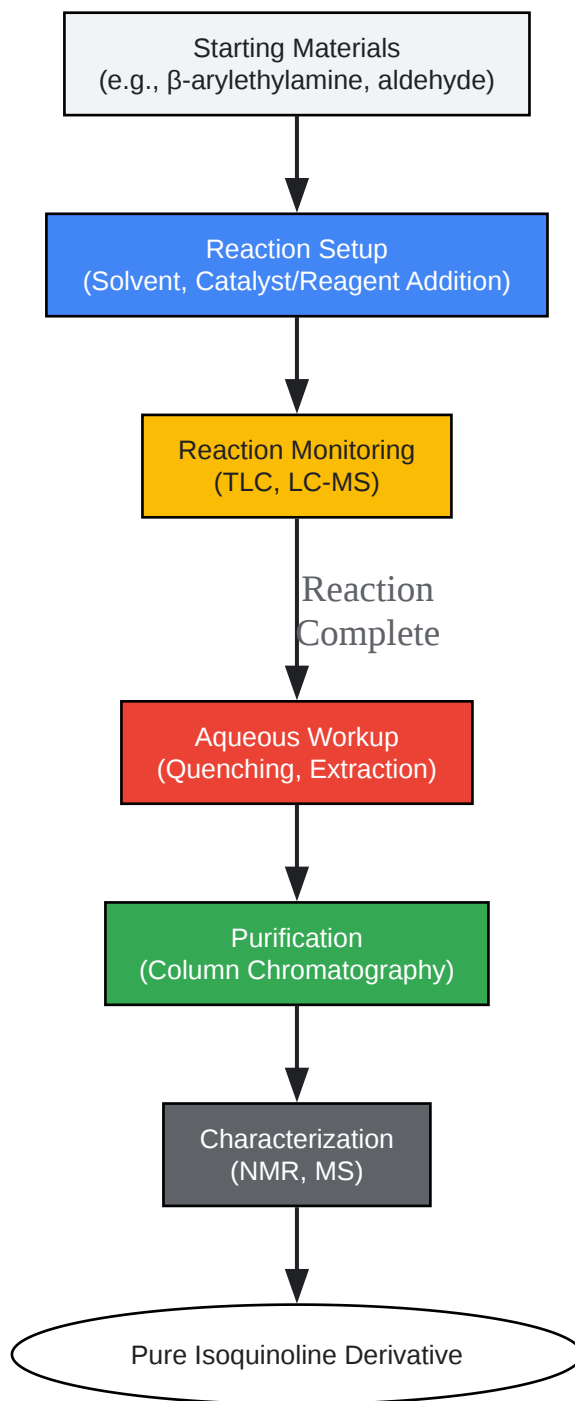 Starting Materials
(e.g., β-arylethylamine, aldehyde)
Reaction Setup
(Solvent, Catalyst/Reagent Addition)
Reaction Monitoring
(TLC, LC-MS)
Reaction
Complete
Aqueous Workup
(Quenching, Extraction)
Purification
(Column Chromatography)
Characterization
(NMR, MS)
Pure Isoquinoline Derivative